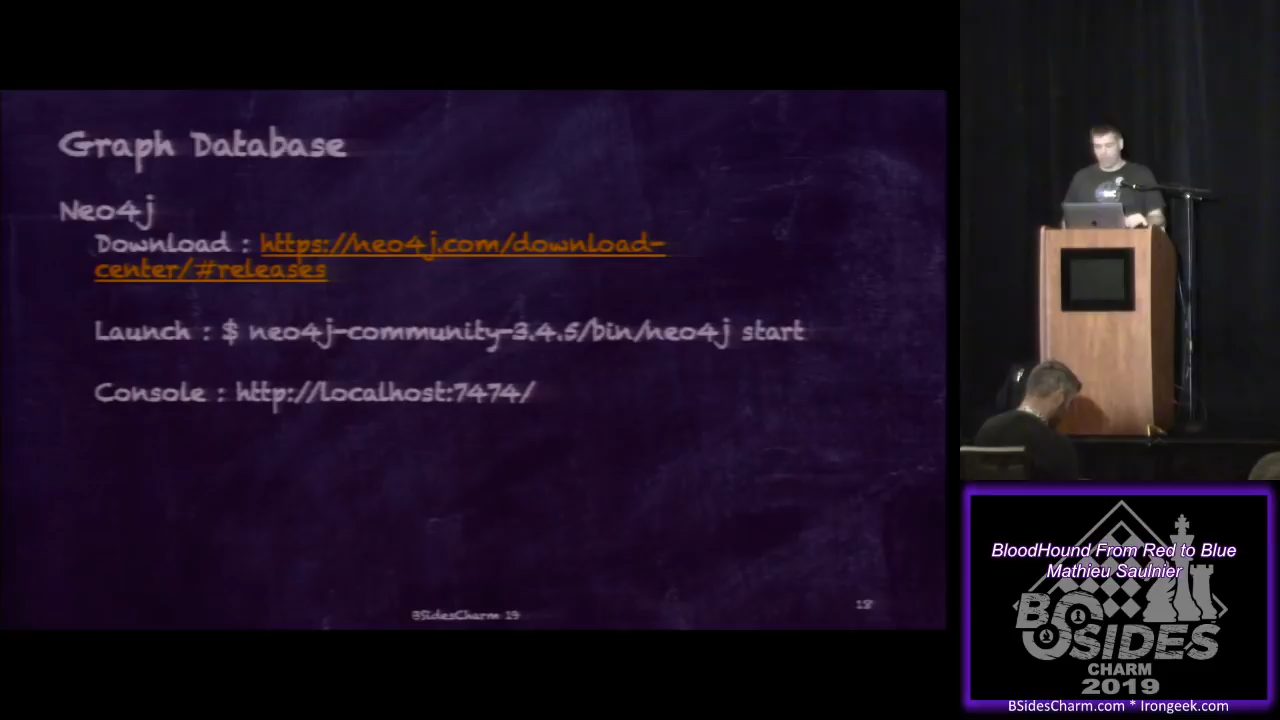 Graph Database
Neo4j
Download : https://neo4j.com/download-
center/#releases
Launch : $ neo4j-community-3.4.5/bin/neo4j start
Console : http://localhost:7474/
BSidesCharm 19
18
BloodHound From Red to Blue
Mathieu Saulnier
BSIDES
CHARM
2019
BSidesCharm.com * Irongeek.com